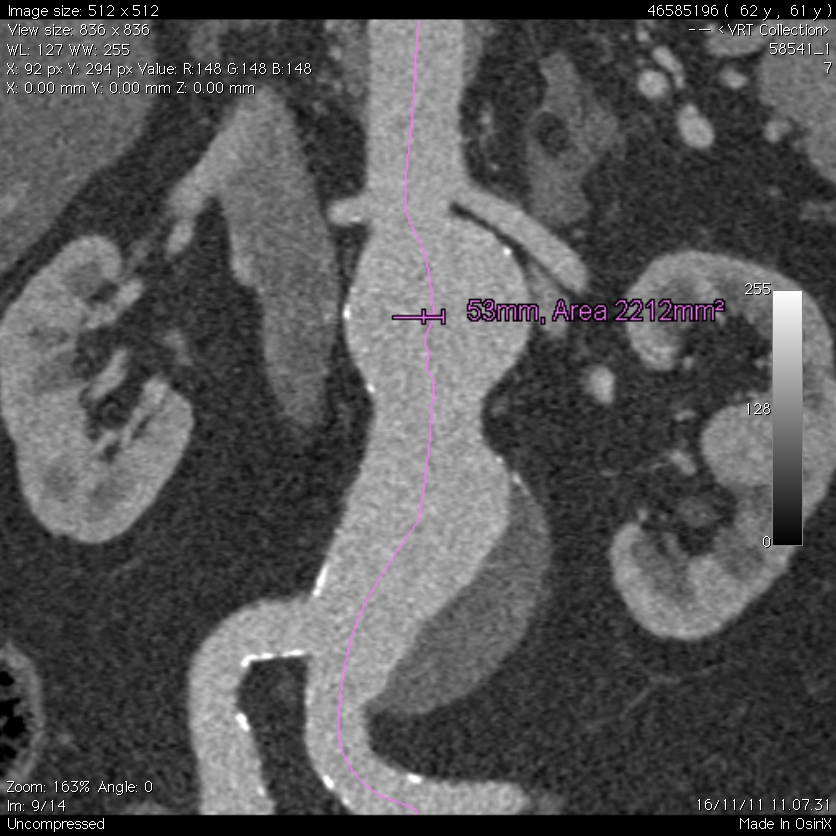 Image size: 512 x 512
View size: 836 x 836
WL: 127 WW: 255
X: 92 px Y: 294 px Value: R:148 G:148 B:148
X: 0.00 mm Y: 0.00 mm Z: 0.00 mm
46585196 ( 62 y , 61 y )
-- — <VRT Collection>
58541_1
7
53mm, Area 2212mm²
255
128
0
Zoom: 163% Angle: 0
Im: 9/14
Uncompressed
16/11/11 11.07.31
Made In OsiriX